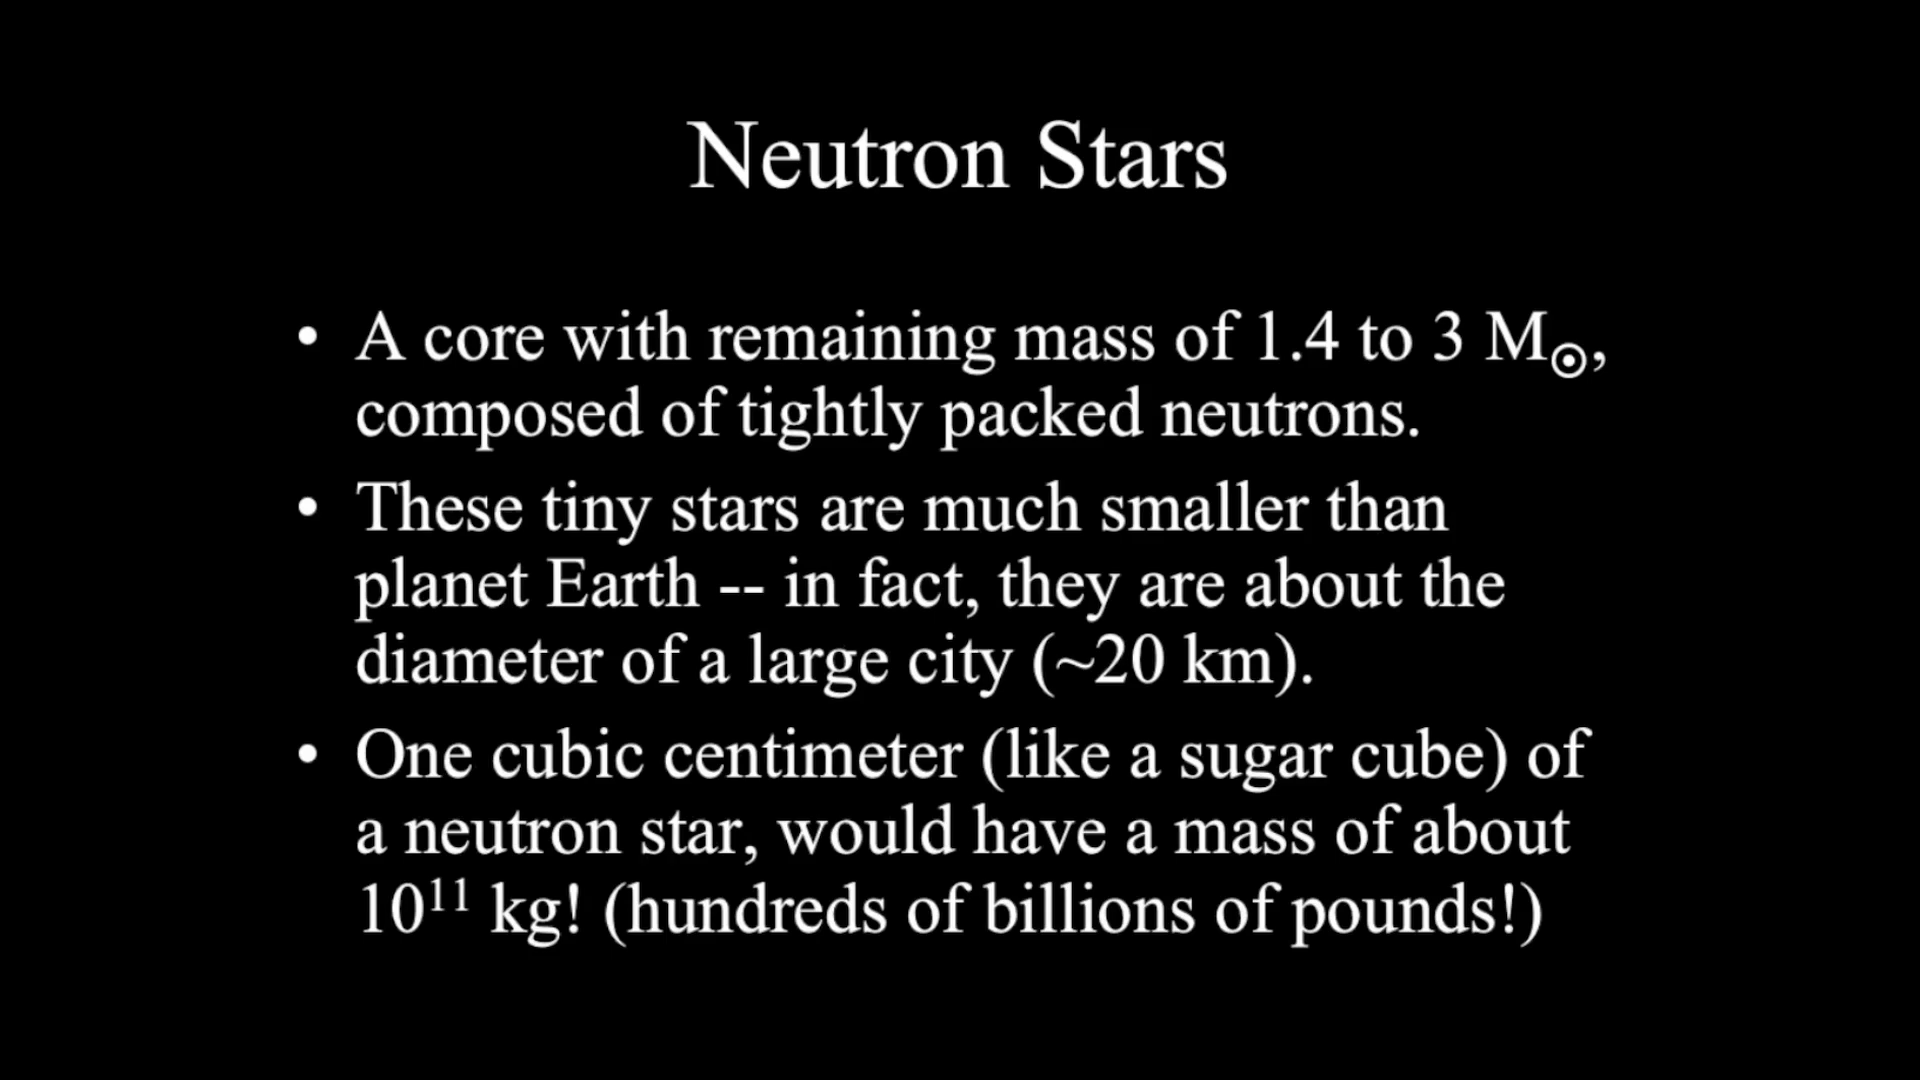 Neutron Stars
• A core with remaining mass of 1.4 to 3 M☉,
composed of tightly packed neutrons.
• These tiny stars are much smaller than
planet Earth -- in fact, they are about the
diameter of a large city (~20 km).
• One cubic centimeter (like a sugar cube) of
a neutron star, would have a mass of about
10¹¹ kg! (hundreds of billions of pounds!)